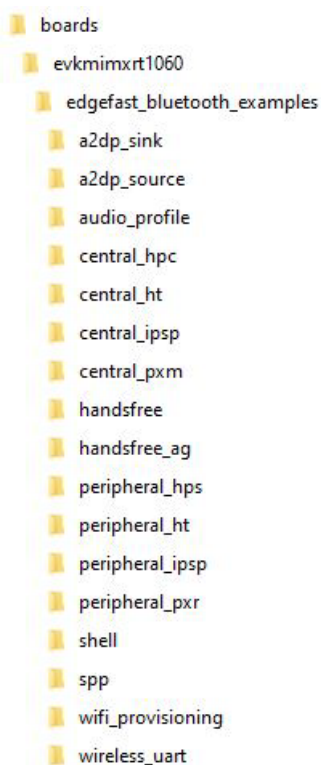 boards
evkmimxrt1060
edgefast_bluetooth_examples
a2dp_sink
a2dp_source
audio_profile
central_hpc
central_ht
central_ipsp
central_pxm
handsfree
handsfree_ag
peripheral_hps
peripheral_ht
peripheral_ipsp
peripheral_pxr
shell
spp
wifi_provisioning
wireless_uart